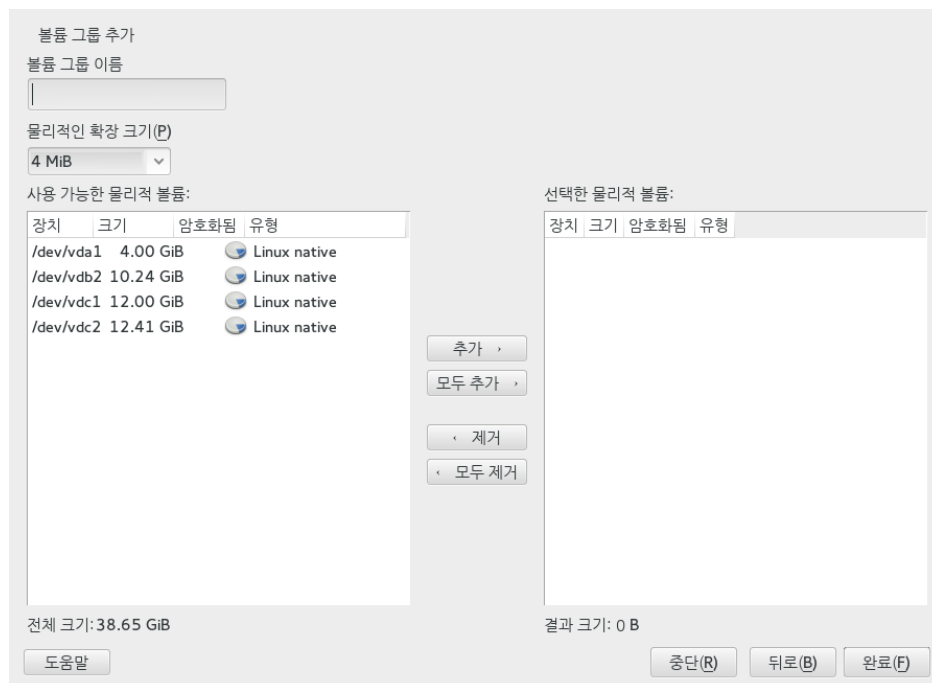 볼륨 그룹 추가
볼륨 그룹 이름
물리적인 확장 크기(P)
4 MiB
사용 가능한 물리적 볼륨:
장치 크기 암호화됨 유형
/dev/vda1 4.00 GiB Linux native
/dev/vdb2 10.24 GiB Linux native
/dev/vdc1 12.00 GiB Linux native
/dev/vdc2 12.41 GiB Linux native
전체 크기: 38.65 GiB
추가 ›
모두 추가 ›
‹ 제거
‹ 모두 제거
선택한 물리적 볼륨:
장치 크기 암호화됨 유형
결과 크기: 0 B
도움말
중단(R) 뒤로(B) 완료(F)